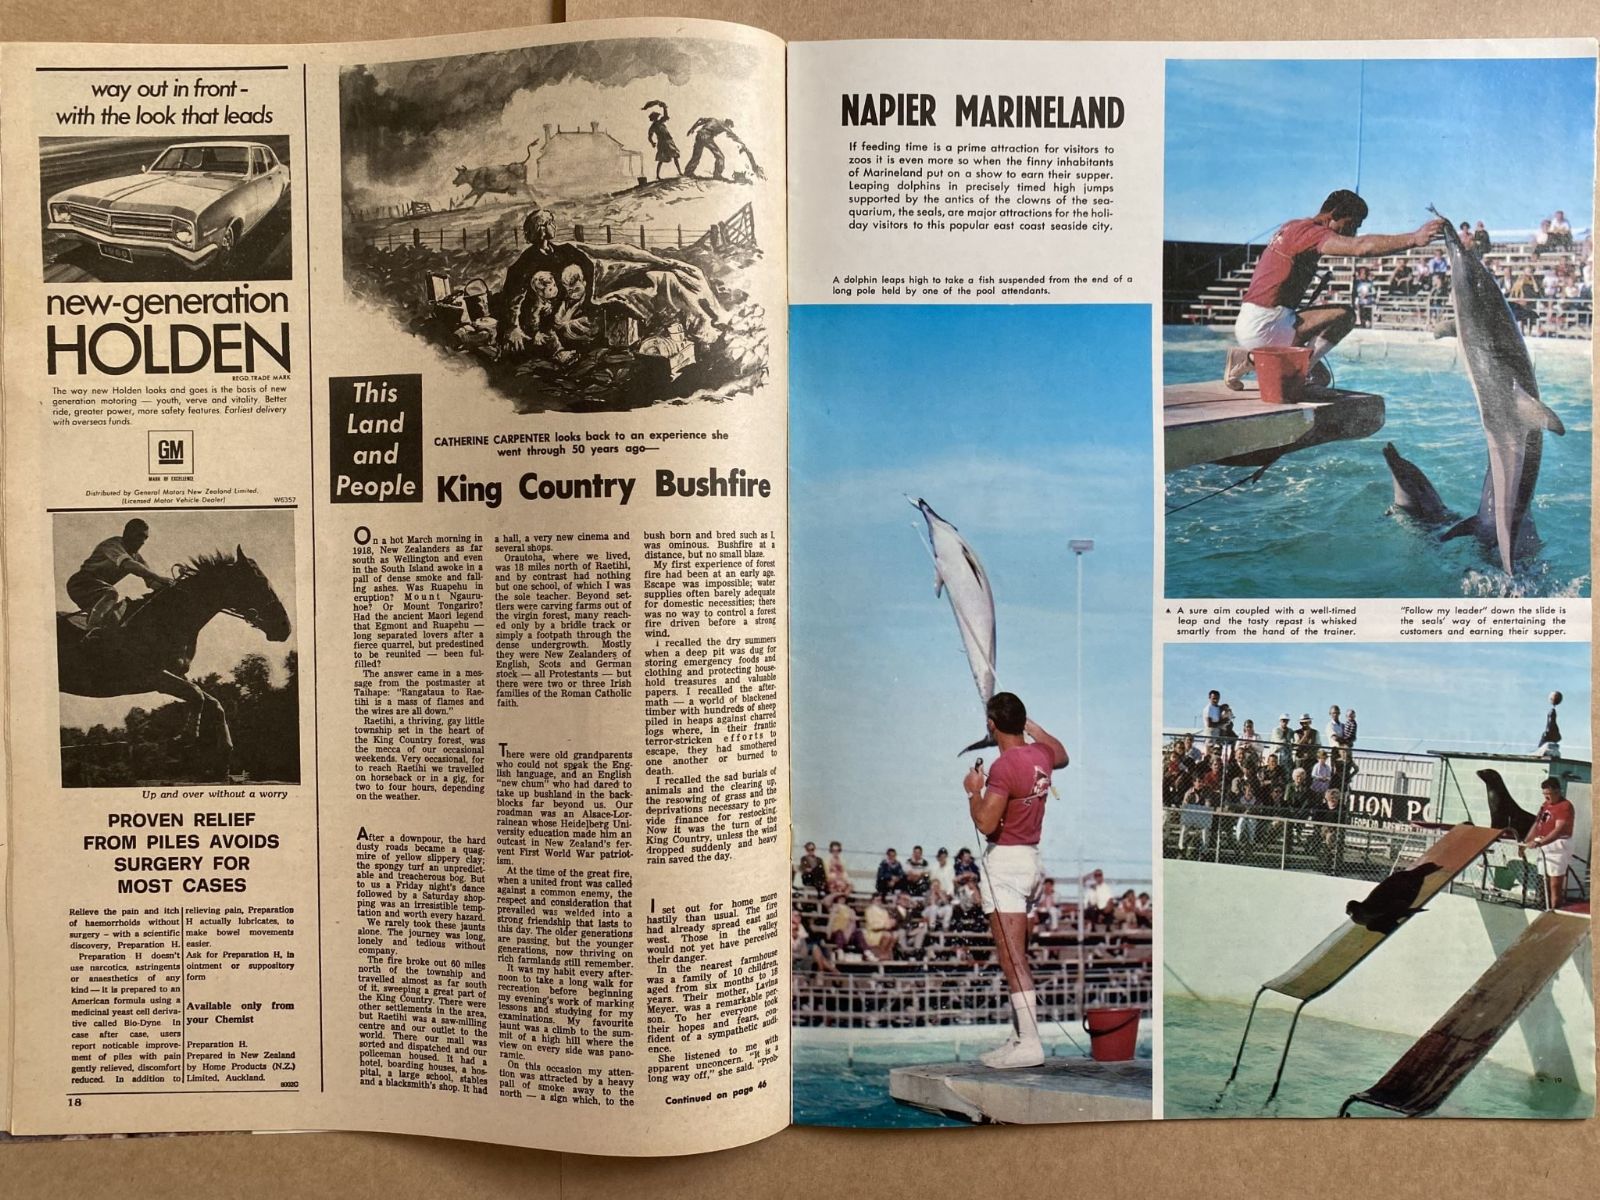 way out in front –
with the look that leads
new-generation
HOLDEN
REGD. TRADE MARK
The way new Holden looks and goes is the basis of new
generation motoring — youth, verve and vitality. Better
ride, greater power, more safety features. Earliest delivery
with overseas funds.
GM
MARK OF EXCELLENCE
Distributed by General Motors New Zealand Limited.
(Licensed Motor Vehicle Dealer)
W6357
Up and over without a worry
PROVEN RELIEF
FROM PILES AVOIDS
SURGERY FOR
MOST CASES
Relieve the pain and itch
of haemorrhoids without
surgery – with a scientific
discovery, Preparation H.
Preparation H doesn't
use narcotics, astringents
or anaesthetics of any
kind — it is prepared to an
American formula using a
medicinal yeast cell deriva-
tive called Bio-Dyne. In
case after case, users
report noticable improve-
ment of piles with pain
gently relieved, discomfort
reduced. In addition to
relieving pain, Preparation
H actually lubricates, to
make bowel movements
easier.
Ask for Preparation H, in
ointment or suppository
form
Available only from
your Chemist
Preparation H.
Prepared in New Zealand
by Home Products (N.Z.)
Limited, Auckland.
18
This
Land
and
People
CATHERINE CARPENTER looks back to an experience she
went through 50 years ago—
King Country Bushfire
On a hot March morning in
1918, New Zealanders as far
south as Wellington and even
in the South Island awoke in a
pall of dense smoke and fall-
ing ashes. Was Ruapehu in
eruption? Mount Ngauru-
hoe? Or Mount Tongariro?
Had the ancient Maori legend
that Egmont and Ruapehu —
long separated lovers after a
fierce quarrel, but predestined
to be reunited — been ful-
filled?
The answer came in a mes-
sage from the postmaster at
Taihape: "Rangataua to Rae-
tihi is a mass of flames and
the wires are all down."
Raetihi, a thriving, gay little
township set in the heart of
the King Country forest, was
the mecca of our occasional
weekends. Very occasional, for
to reach Raetihi we travelled
on horseback or in a gig, for
two to four hours, depending
on the weather.
After a downpour, the hard
dusty roads became a quag-
mire of yellow slippery clay;
the spongy turf an unpredict-
able and treacherous bog. But
to us a Friday night's dance
followed by a Saturday shop-
ping was an irresistible temp-
tation and worth every hazard.
We rarely took these jaunts
alone. The journey was long,
lonely and tedious without
company.
The fire broke out 60 miles
north of the township and
travelled almost as far south
of it, sweeping a great part of
the King Country. There were
other settlements in the area,
but Raetihi was a saw-milling
centre and our outlet to the
world. There our mail was
sorted and dispatched and our
policeman housed. It had a
hotel, boarding houses, a hos-
pital, a large school, stables
and a blacksmith's shop. It had
a hall, a very new cinema and
several shops.
Orautoha, where we lived,
was 18 miles north of Raetihi,
and by contrast had nothing
but one school, of which I was
the sole teacher. Beyond set-
tlers were carving farms out of
the virgin forest, many reach-
ed only by a bridle track or
simply a footpath through the
dense undergrowth. Mostly
they were New Zealanders of
English, Scots and German
stock — all Protestants — but
there were two or three Irish
families of the Roman Catholic
faith.
There were old grandparents
who could not speak the Eng-
lish language, and an English
"new chum" who had dared to
take up bushland in the back-
blocks far beyond us. Our
roadman was an Alsace-Lor-
rainean whose Heidelberg Uni-
versity education made him an
outcast in New Zealand's fer-
vent First World War patriot-
ism.
At the time of the great fire,
when a united front was called
against a common enemy, the
respect and consideration that
prevailed was welded into a
strong friendship that lasts to
this day. The older generations
are passing, but the younger
generations, now thriving on
rich farmlands still remember.
It was my habit every after-
noon to take a long walk for
recreation before beginning
my evening's work of marking
lessons and studying for my
examinations. My favourite
jaunt was a climb to the sum-
mit of a high hill where the
view on every side was pano-
ramic.
On this occasion my atten-
tion was attracted by a heavy
pall of smoke away to the
north — a sign which, to the
bush born and bred such as I,
was ominous. Bushfire at a
distance, but no small blaze.
My first experience of forest
fire had been at an early age.
Escape was impossible; water
supplies often barely adequate
for domestic necessities; there
was no way to control a forest
fire driven before a strong
wind.
I recalled the dry summers
when a deep pit was dug for
storing emergency foods and
clothing and protecting house-
hold treasures and valuable
papers. I recalled the after-
math — a world of blackened
timber with hundreds of sheep
piled in heaps against charred
logs where, in their frantic
terror-stricken efforts to
escape, they had smothered
one another or burned to
death.
I recalled the sad burials of
animals and the clearing up,
the resowing of grass and the
deprivations necessary to pro-
vide finance for restocking.
Now it was the turn of the
King Country, unless the wind
dropped suddenly and heavy
rain saved the day.
I set out for home more
hastily than usual. The fire
had already spread east and
west. Those in the valley
would not yet have perceived
their danger.
In the nearest farmhouse
was a family of 10 children,
aged from six months to 18
years. Their mother, Lavina
Meyer, was a remarkable per-
son. To her everyone took
their hopes and fears, con-
fident of a sympathetic audi-
ence.
She listened to me with
apparent unconcern. "It is a
long way off," she said. "Prob-
Continued on page 46
NAPIER MARINELAND
If feeding time is a prime attraction for visitors to
zoos it is even more so when the finny inhabitants
of Marineland put on a show to earn their supper.
Leaping dolphins in precisely timed high jumps
supported by the antics of the clowns of the sea-
quarium, the seals, are major attractions for the holi-
day visitors to this popular east coast seaside city.
A dolphin leaps high to take a fish suspended from the end of a
long pole held by one of the pool attendants.
▲ A sure aim coupled with a well-timed
leap and the tasty repast is whisked
smartly from the hand of the trainer.
"Follow my leader" down the slide is
the seals' way of entertaining the
customers and earning their supper.
LION PO
19